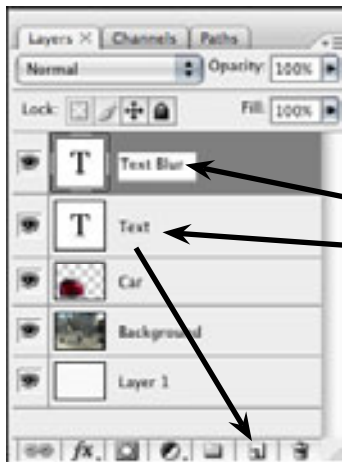 Layers × Channels Paths
Normal Opacity: 100%
Lock: Fill: 100%
T Text Blur
T Text
Car
Background
Layer 1
fx.